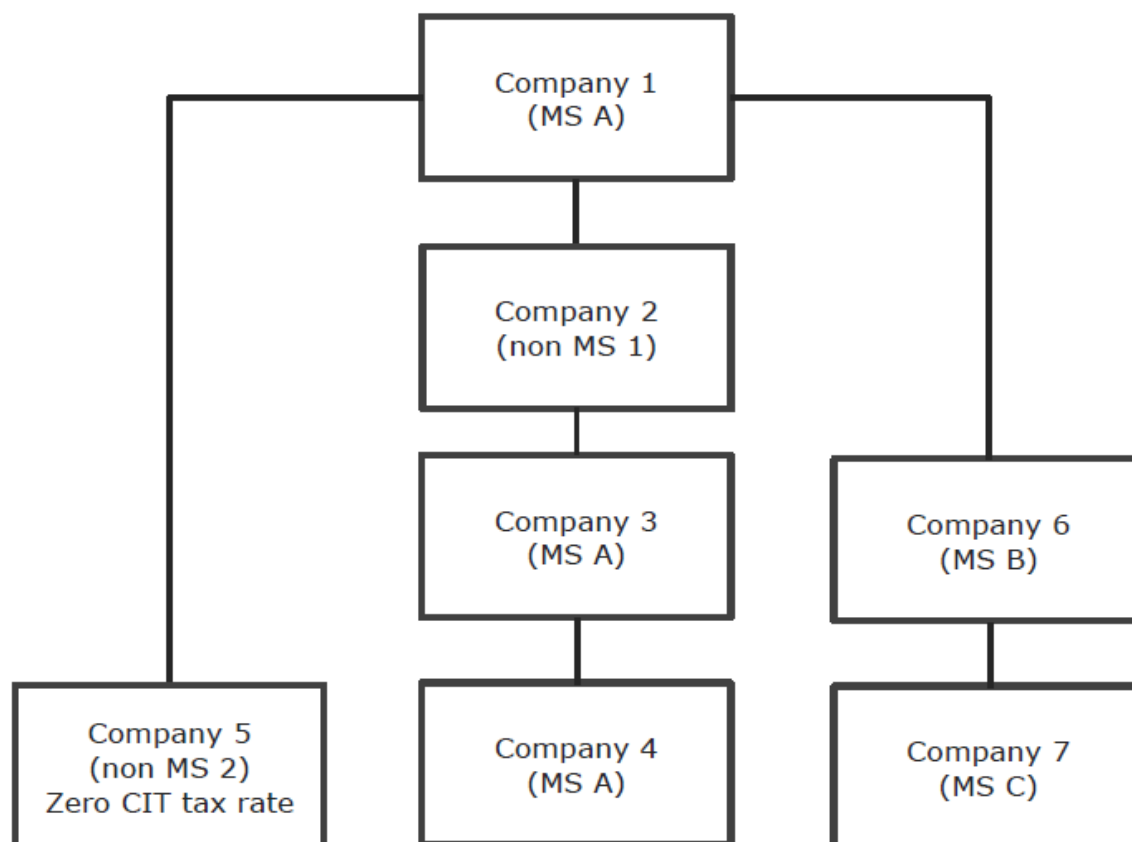 Company 1
(MS A)
Company 2
(non MS 1)
Company 3
(MS A)
Company 6
(MS B)
Company 5
(non MS 2)
Zero CIT tax rate
Company 4
(MS A)
Company 7
(MS C)